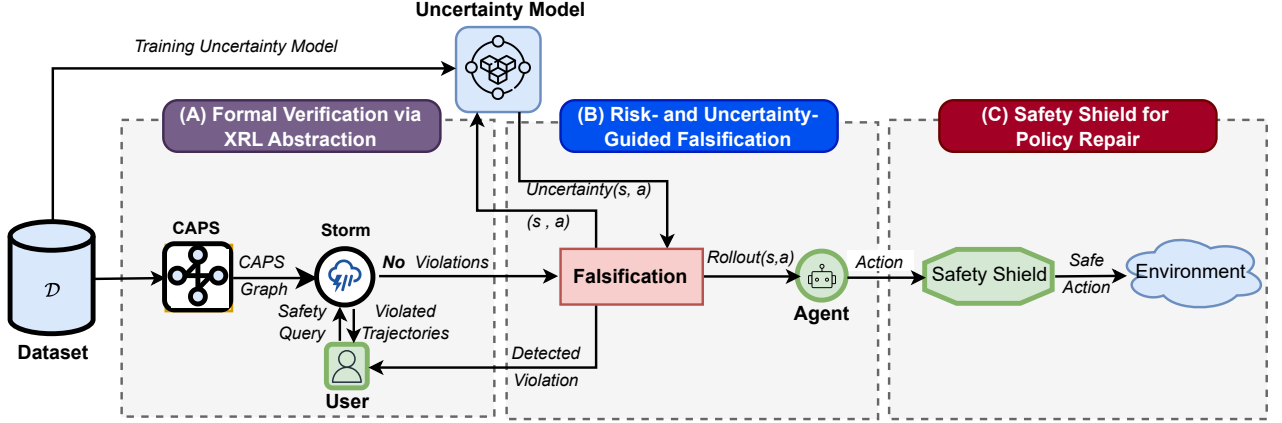 Uncertainty Model
Training Uncertainty Model
(A) Formal Verification via
XRL Abstraction
(B) Risk- and Uncertainty-
Guided Falsification
(C) Safety Shield for
Policy Repair
Uncertainty(s, a)
(s , a)
CAPS
Storm
CAPS
Graph
No Violations
Falsification
Rollout(s,a)
Action
Safety Shield
Safe
Action
Environment
𝒟
Dataset
Safety
Query
Violated
Trajectories
Agent
Detected
Violation
User